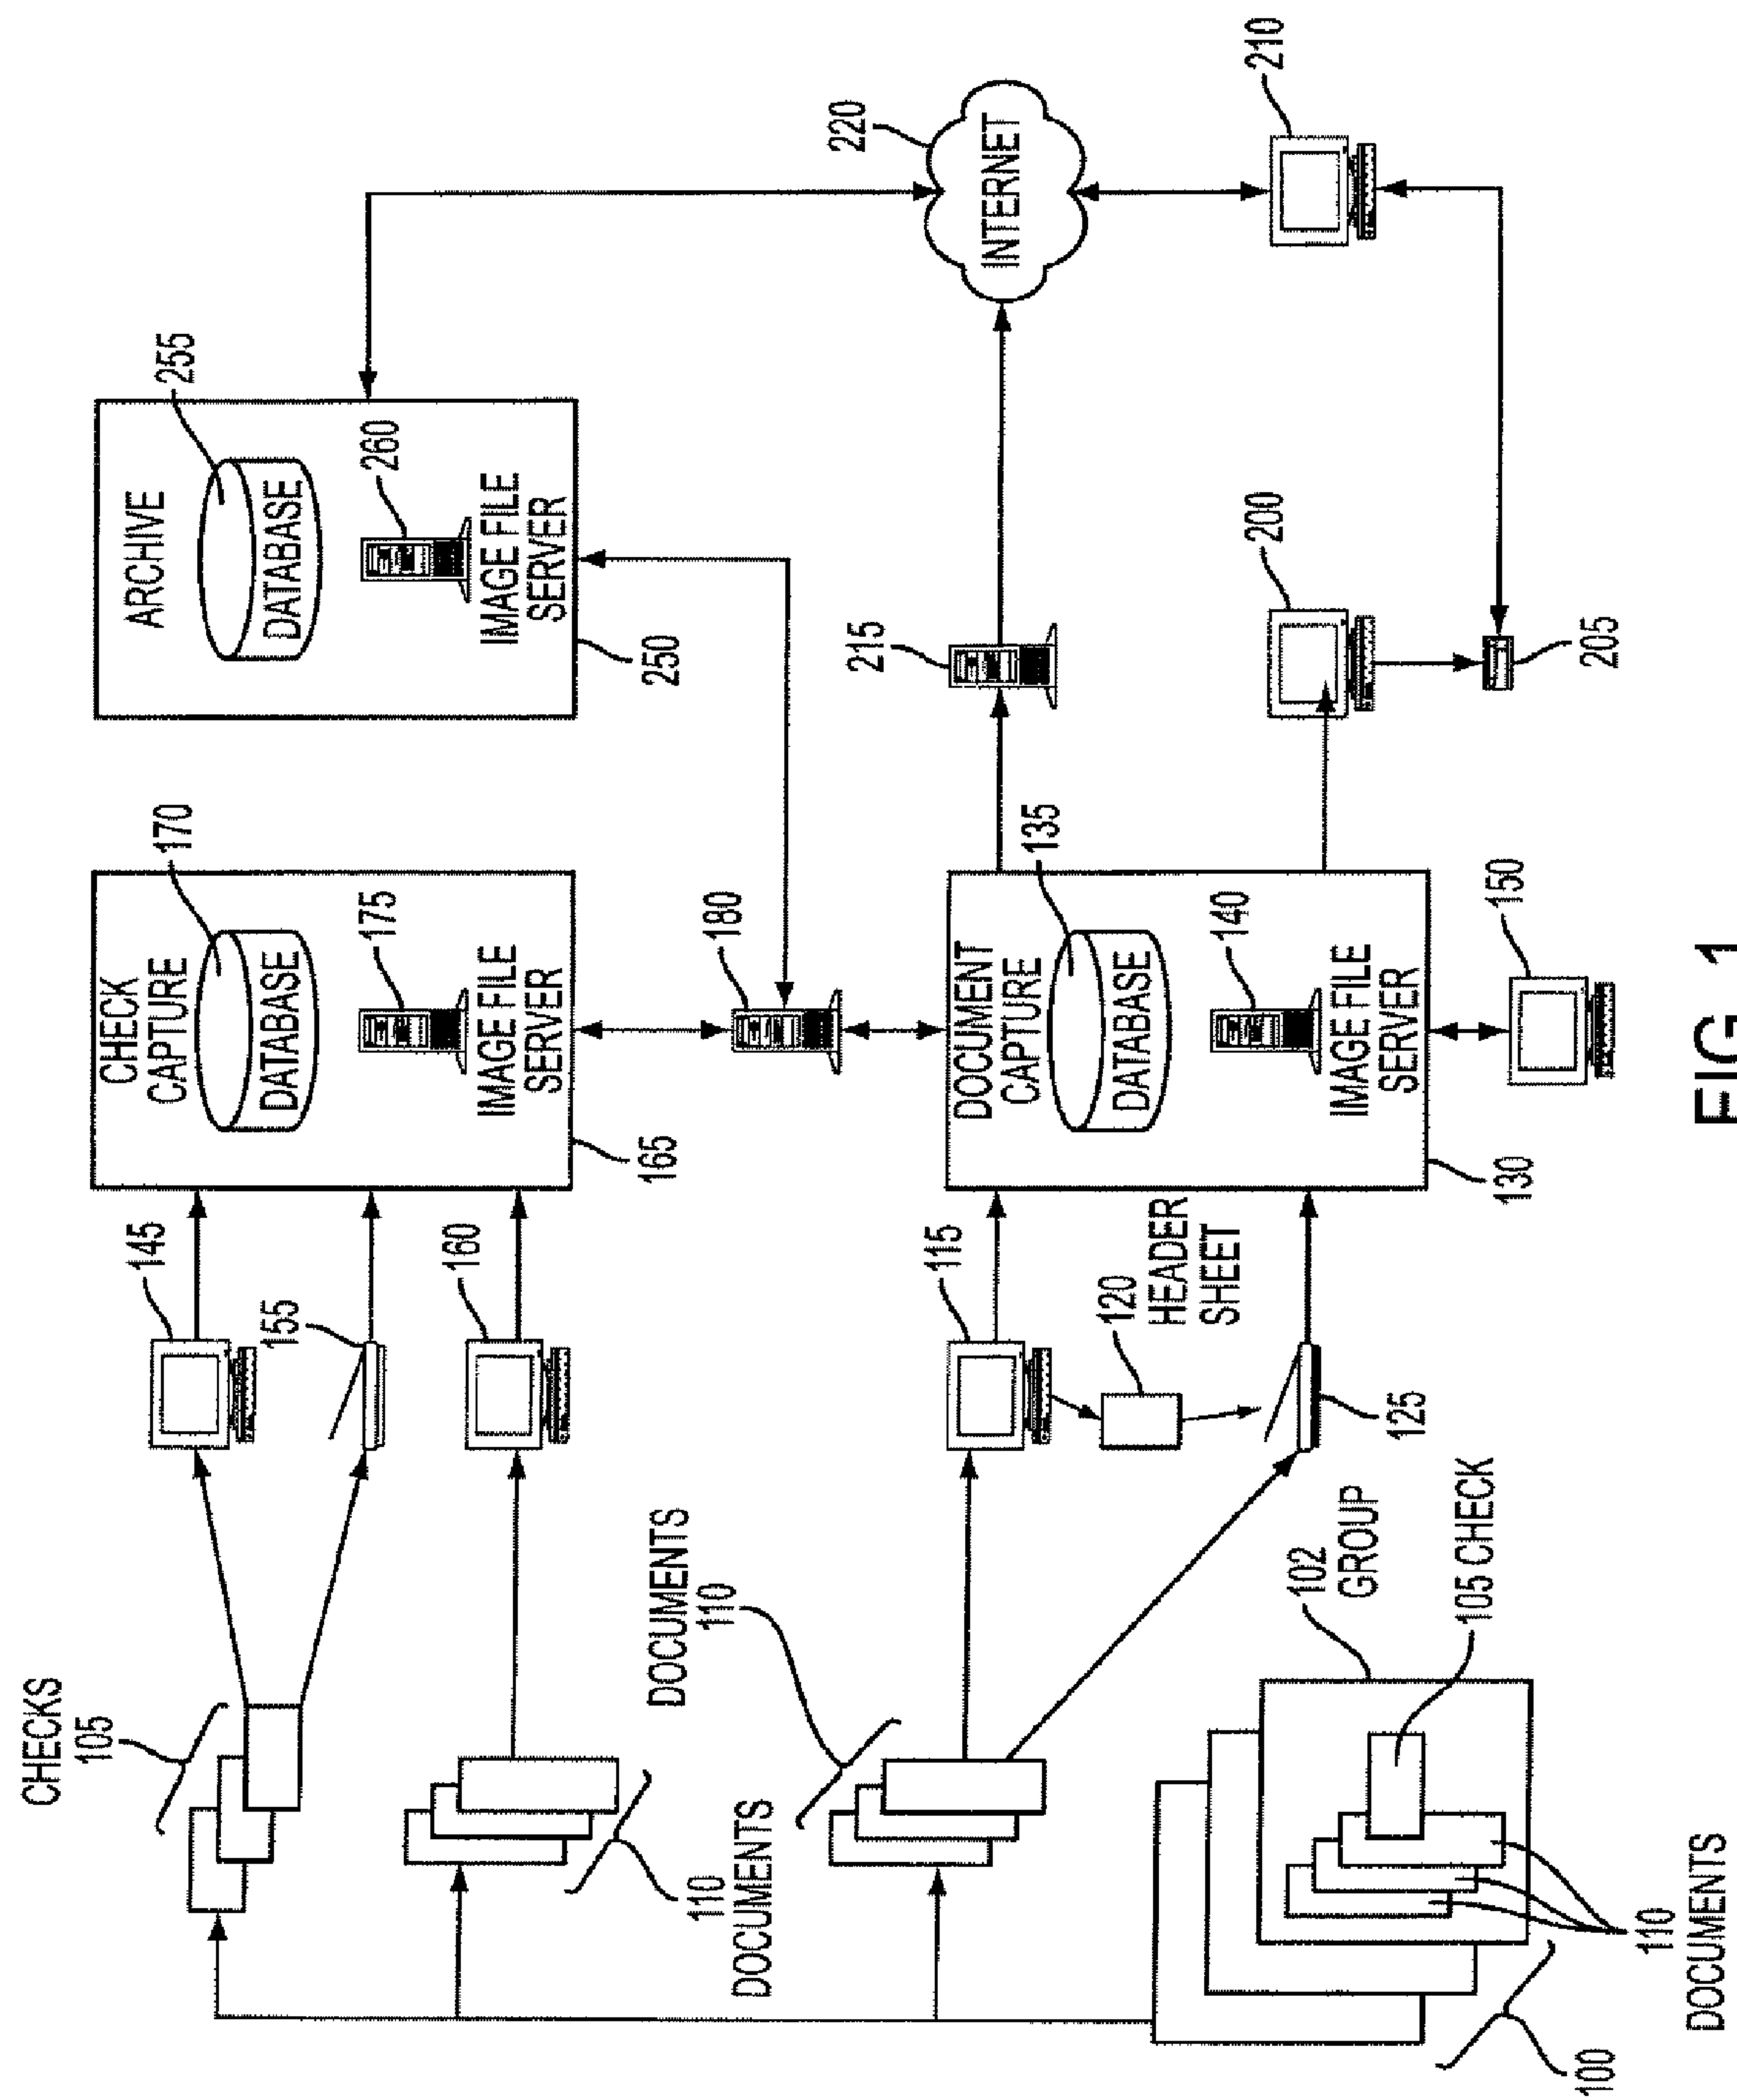 CHECKS
105
145
155
160
CHECK
CAPTURE
170
DATABASE
175
IMAGE FILE
SERVER
165
ARCHIVE
255
DATABASE
260
IMAGE FILE
SERVER
250
110
DOCUMENTS
DOCUMENTS
110
180
115
120
HEADER
SHEET
125
DOCUMENT
CAPTURE
135
DATABASE
140
IMAGE FILE
SERVER
130
150
215
220
INTERNET
200
205
210
102
GROUP
105 CHECK
110
DOCUMENTS
100
FIG. 1